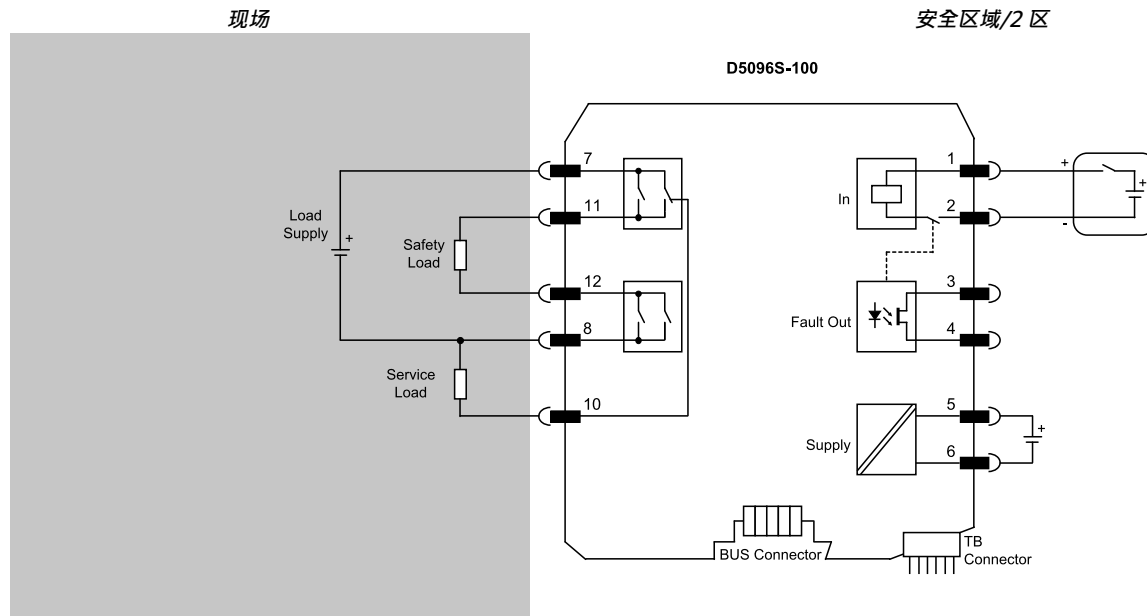 现场
安全区域/2 区
D5096S-100
7
1
+
+
In
11
2
-
Load
Supply
+
Safety
Load
12
3
Fault Out
8
4
Service
Load
10
5
+
Supply
6
BUS Connector
TB
Connector